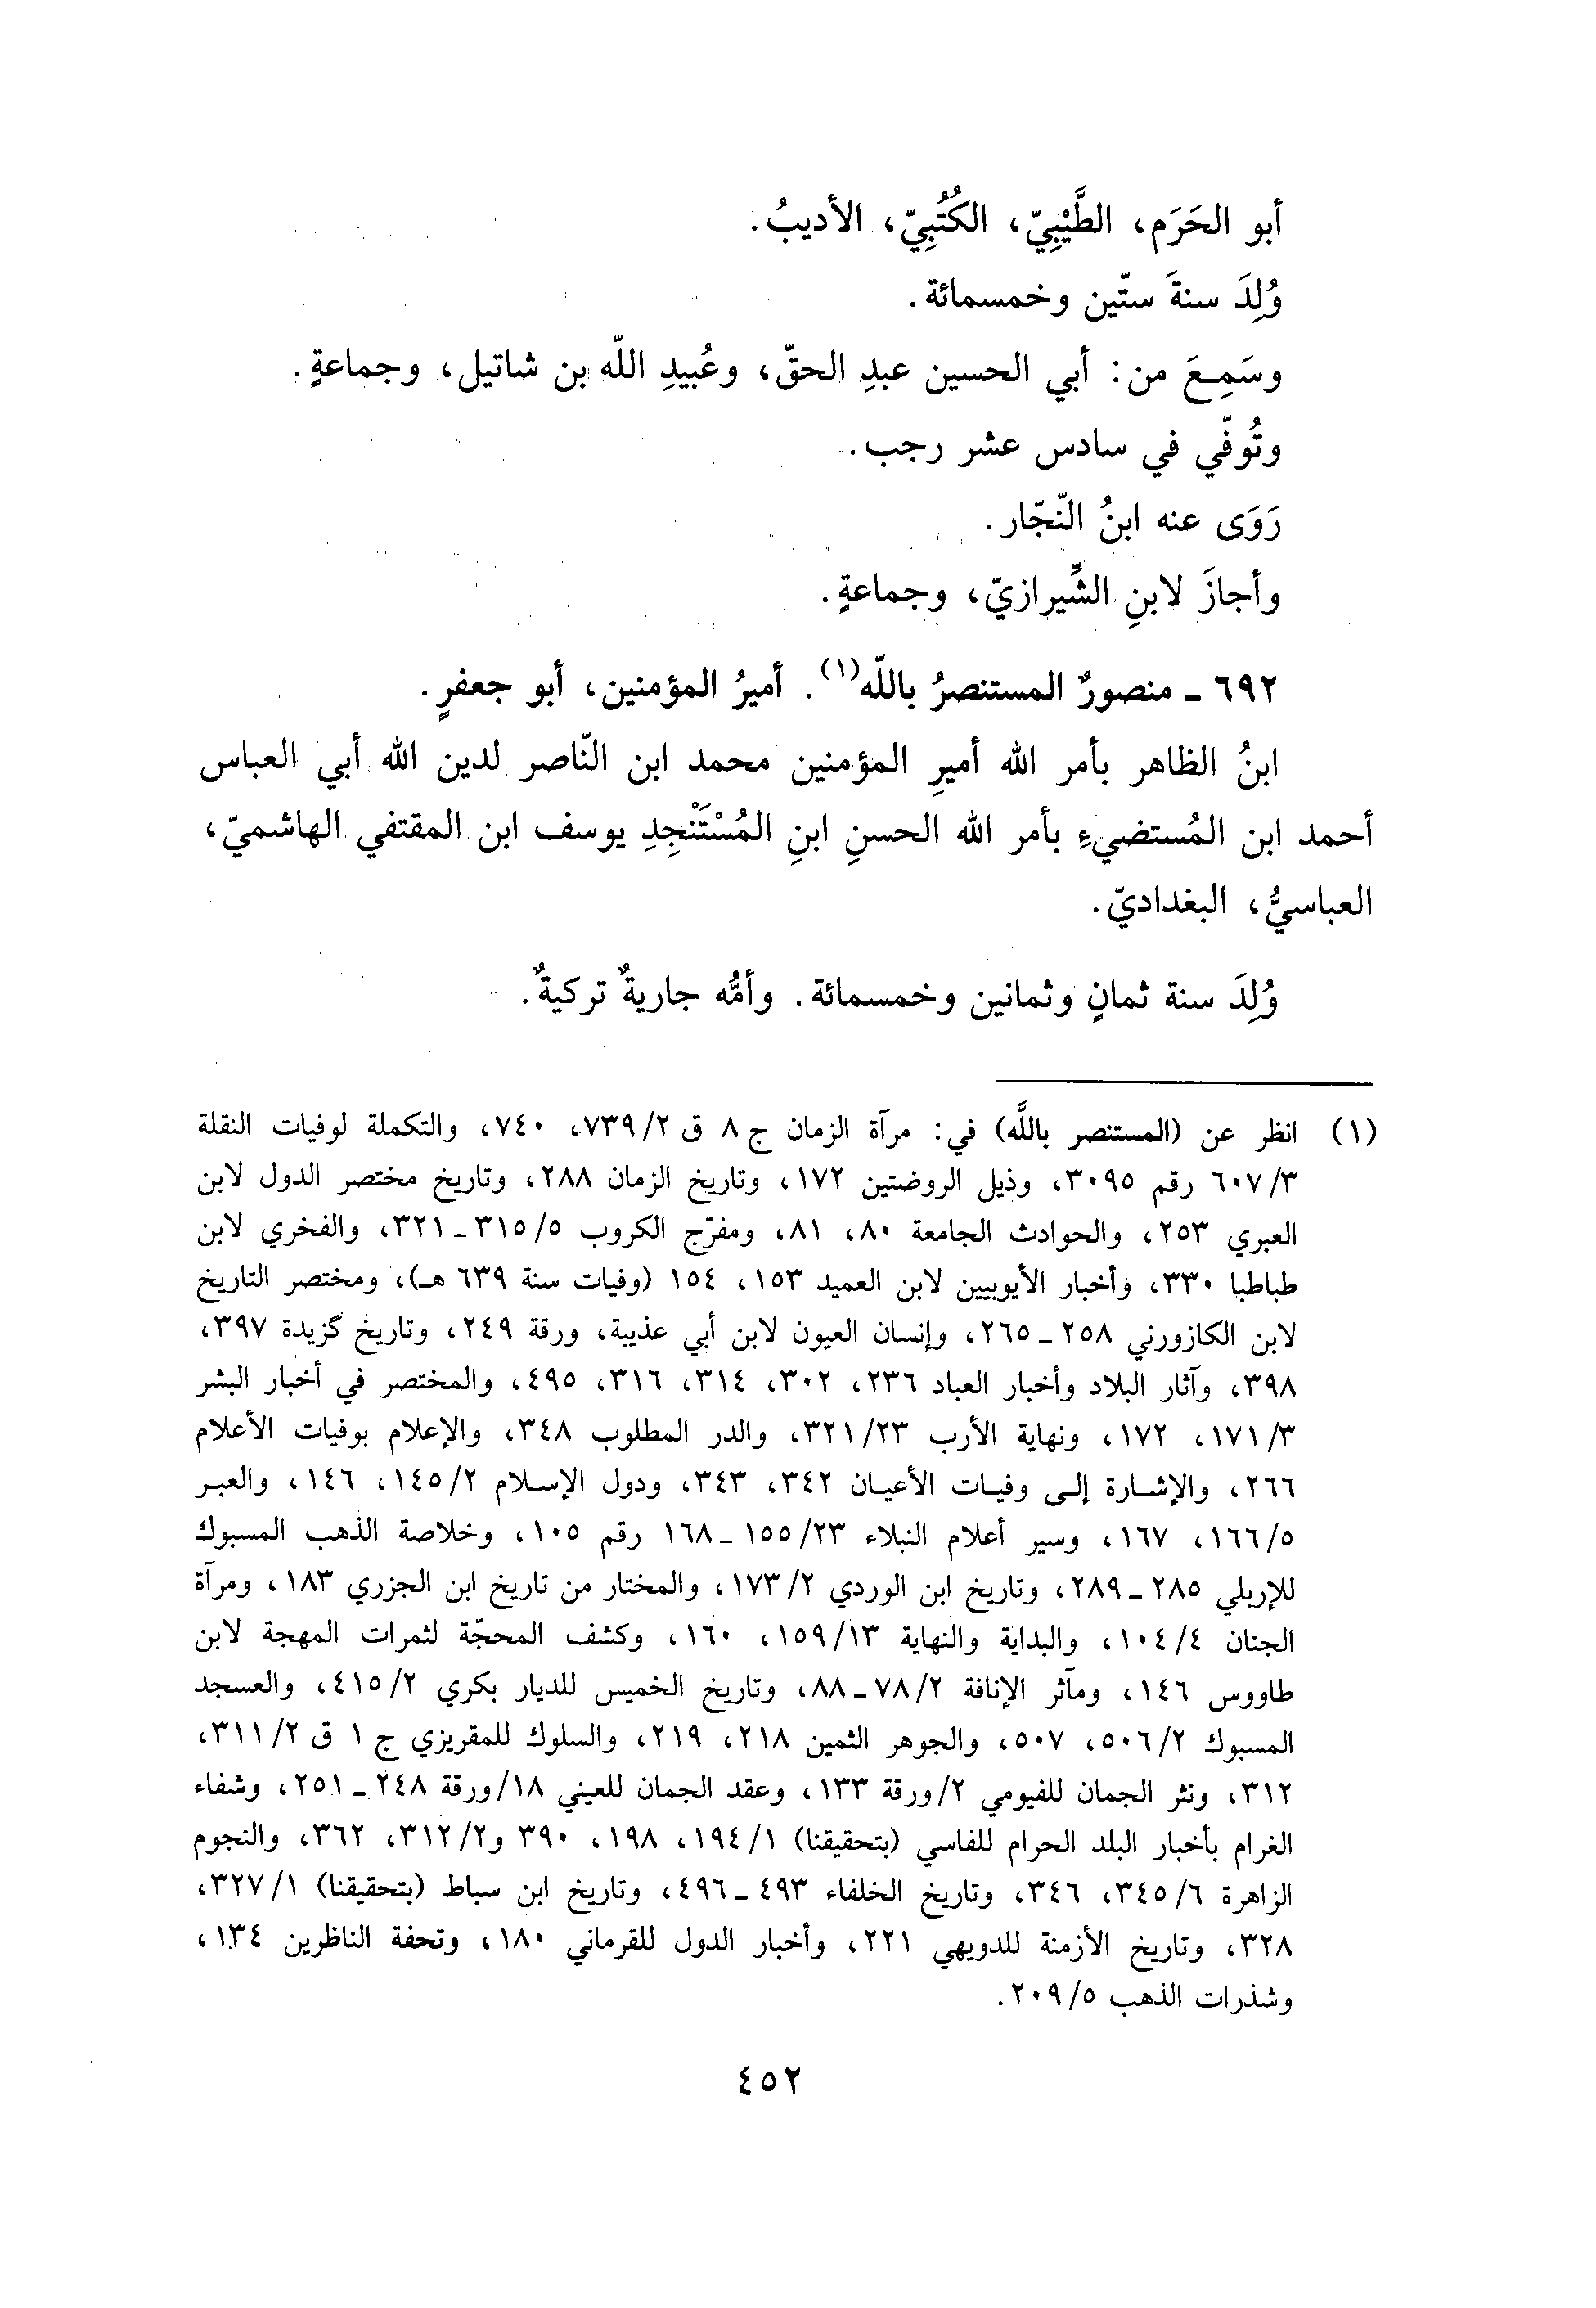 أبو الحَرَم، الطَّيْبِيّ، الكُتُبِيّ، الأديبُ.
وُلِدَ سنةَ ستّين وخمسمائة.
وسَمِعَ من: أبي الحسين عبدِ الحقّ، وعُبيدِ اللّه بن شاتيل، وجماعةٍ.
وتُوفّي في سادس عشر رجب.
رَوَى عنه ابنُ النّجّار.
وأجازَ لابنِ الشِّيرازيّ، وجماعةٍ.
٦٩٢ ـ منصورٌ المستنصرُ باللّه(١). أميرُ المؤمنين، أبو جعفرٍ.
ابنُ الظاهر بأمر الله أميرِ المؤمنين محمد ابن النّاصر لدين الله أبي العباس
أحمد ابن المُستضيءِ بأمر الله الحسنِ ابنِ المُسْتَنْجِدِ يوسف ابن المقتفي الهاشميّ،
العباسيُّ، البغداديّ.
وُلِدَ سنة ثمانٍ وثمانين وخمسمائة. وأمُّه جاريةٌ تركيةٌ.
(١) انظر عن (المستنصر باللَّه) في: مرآة الزمان ج ٨ ق ٢/ ٧٣٩، ٧٤٠، والتكملة لوفيات النقلة
٣/ ٦٠٧ رقم ٣٠٩٥، وذيل الروضتين ١٧٢، وتاريخ الزمان ٢٨٨، وتاريخ مختصر الدول لابن
العبري ٢٥٣، والحوادث الجامعة ٨٠، ٨١، ومفرّج الكروب ٥/ ٣١٥ ـ ٣٢١، والفخري لابن
طباطبا ٣٣٠، وأخبار الأيوبيين لابن العميد ١٥٣، ١٥٤ (وفيات سنة ٦٣٩ هـ)، ومختصر التاريخ
لابن الكازورني ٢٥٨ ـ ٢٦٥، وإنسان العيون لابن أبي عذيبة، ورقة ٢٤٩، وتاريخ گزيدة ٣٩٧،
٣٩٨، وآثار البلاد وأخبار العباد ٢٣٦، ٣٠٢، ٣١٤، ٣١٦، ٤٩٥، والمختصر في أخبار البشر
٣/ ١٧١، ١٧٢، ونهاية الأرب ٢٣/ ٣٢١، والدر المطلوب ٣٤٨، والإعلام بوفيات الأعلام
٢٦٦، والإشارة إلى وفيات الأعيان ٣٤٢، ٣٤٣، ودول الإسلام ٢/ ١٤٥، ١٤٦، والعبر
٥/ ١٦٦، ١٦٧، وسير أعلام النبلاء ٢٣/ ١٥٥ ـ ١٦٨ رقم ١٠٥، وخلاصة الذهب المسبوك
للإربلي ٢٨٥ ـ ٢٨٩، وتاريخ ابن الوردي ٢/ ١٧٣، والمختار من تاريخ ابن الجزري ١٨٣، ومرآة
الجنان ٤/ ١٠٤، والبداية والنهاية ١٣/ ١٥٩، ١٦٠، وكشف المحجّة لثمرات المهجة لابن
طاووس ١٤٦، ومآثر الإنافة ٢/ ٧٨ ـ ٨٨، وتاريخ الخميس للديار بكري ٢/ ٤١٥، والعسجد
المسبوك ٢/ ٥٠٦، ٥٠٧، والجوهر الثمين ٢١٨، ٢١٩، والسلوك للمقريزي ج ١ ق ٢/ ٣١١،
٣١٢، ونثر الجمان للفيومي ٢/ ورقة ١٣٣، وعقد الجمان للعيني ١٨/ ورقة ٢٤٨ ـ ٢٥١، وشفاء
الغرام بأخبار البلد الحرام للفاسي (بتحقيقنا) ١/ ١٩٤، ١٩٨، ٣٩٠ و٢/ ٣١٢، ٣٦٢، والنجوم
الزاهرة ٦/ ٣٤٥، ٣٤٦، وتاريخ الخلفاء ٤٩٣ ـ ٤٩٦، وتاريخ ابن سباط (بتحقيقنا) ١/ ٣٢٧،
٣٢٨، وتاريخ الأزمنة للدويهي ٢٢١، وأخبار الدول للقرماني ١٨٠، وتحفة الناظرين ١٣٤،
وشذرات الذهب ٥/ ٢٠٩.
٤٥٢